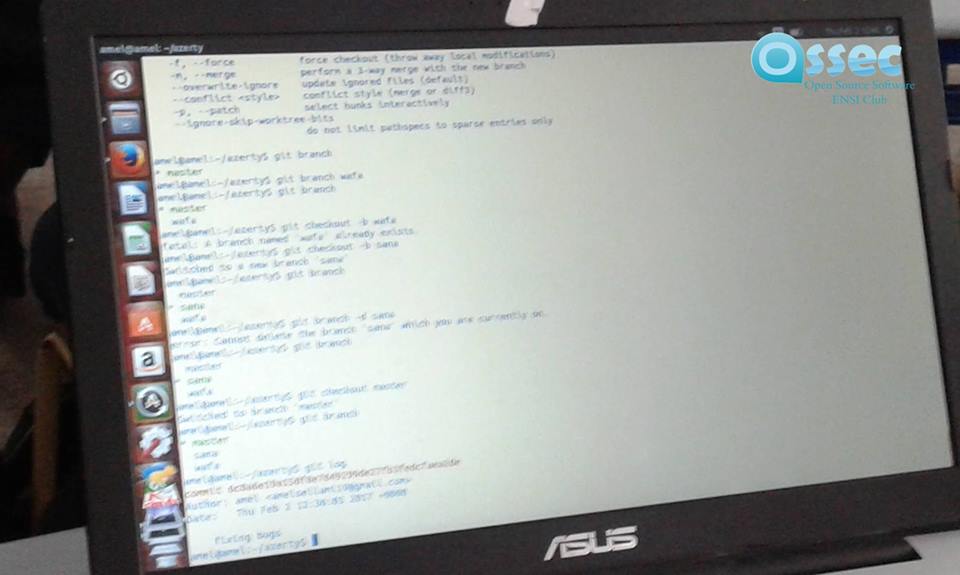 amel@amel: ~/azerty
-f, --force force checkout (throw away local modifications)
-m, --merge perform a 3-way merge with the new branch
--overwrite-ignore update ignored files (default)
--conflict <style> conflict style (merge or diff3)
-p, --patch select hunks interactively
--ignore-skip-worktree-bits
do not limit pathspecs to sparse entries only
amel@amel:~/azerty$ git branch
* master
amel@amel:~/azerty$ git branch wafa
amel@amel:~/azerty$ git branch
* master
wafa
amel@amel:~/azerty$ git checkout -b wafa
fatal: A branch named 'wafa' already exists.
amel@amel:~/azerty$ git checkout -b sana
Switched to a new branch 'sana'
amel@amel:~/azerty$ git branch
master
* sana
wafa
amel@amel:~/azerty$ git branch -d sana
error: Cannot delete the branch 'sana' which you are currently on.
amel@amel:~/azerty$ git branch
master
* sana
wafa
amel@amel:~/azerty$ git checkout master
Switched to branch 'master'
amel@amel:~/azerty$ git branch
* master
sana
wafa
amel@amel:~/azerty$ git log
commit
Author: amel
Date: Thu Feb 2 2017 +0000
fixing bugs
amel@amel:~/azerty$
ossec
Open Source Software
ENSI Club
ASUS